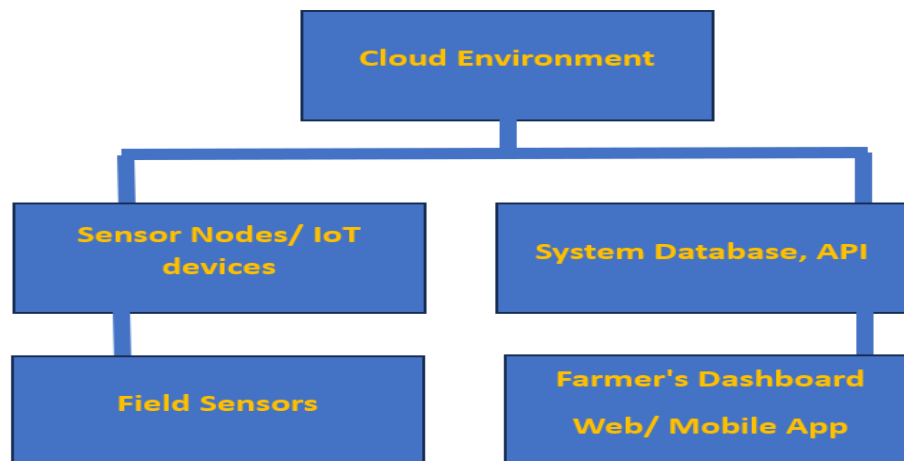 Cloud Environment
Sensor Nodes/ IoT
devices
System Database, API
Field Sensors
Farmer's Dashboard
Web/ Mobile App